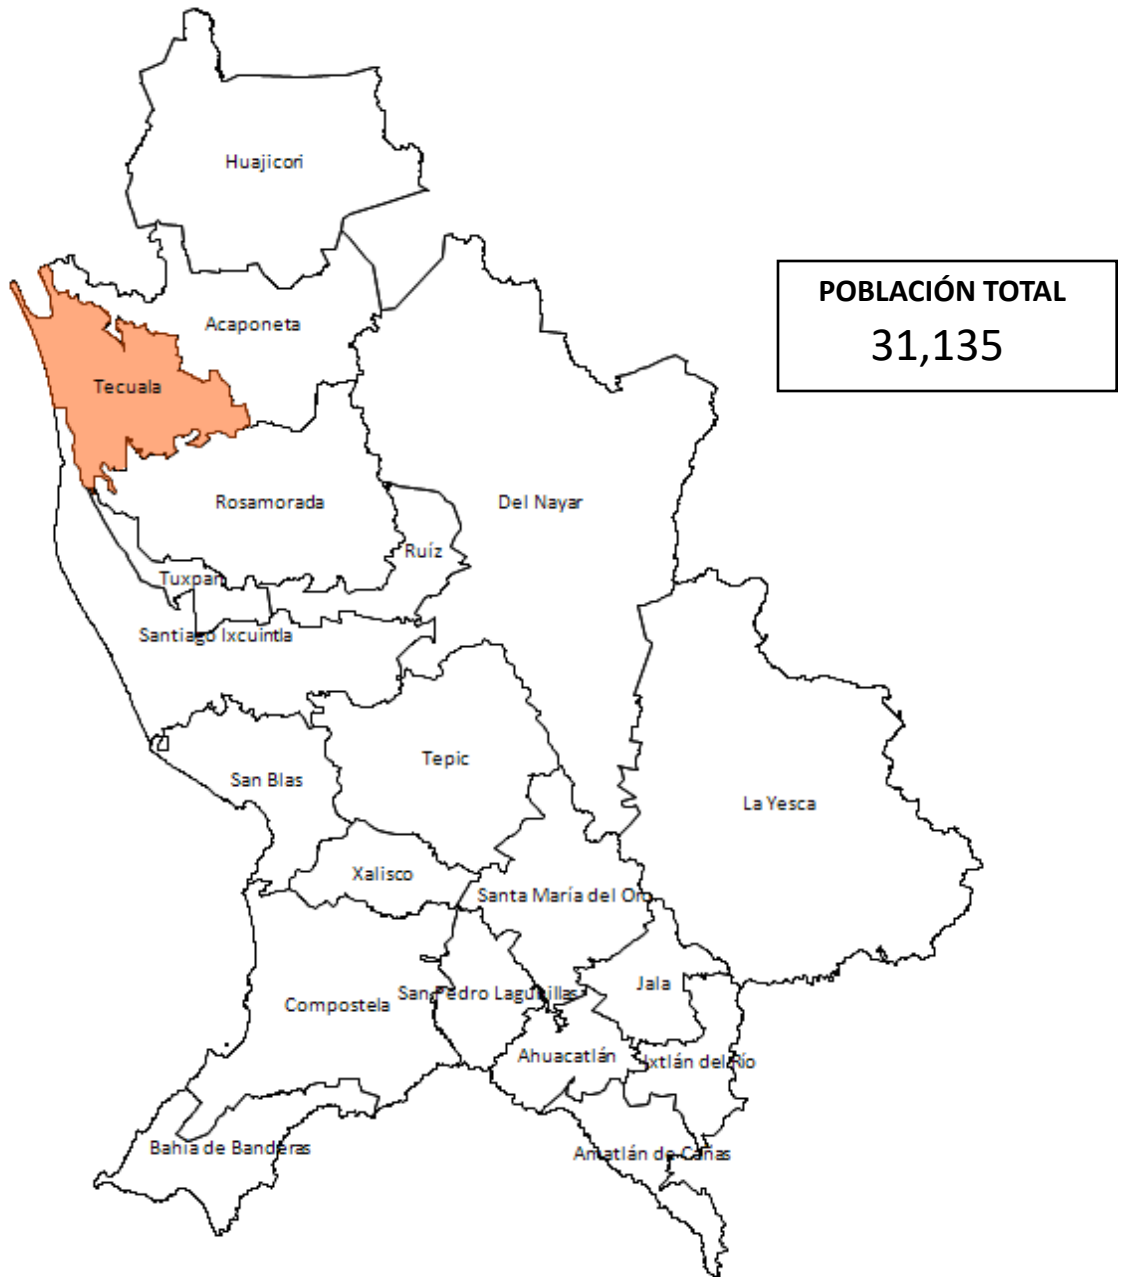 Huajicori
POBLACIÓN TOTAL
31,135
Acaponeta
Tecuala
Rosamorada
Del Nayar
Ruíz
Tuxpan
Santiago Ixcuintla
Tepic
San Blas
La Yesca
Xalisco
Santa María del Oro
Jala
San Pedro Lagunillas
Compostela
Ahuacatlán
Ixtlán del Río
Bahía de Banderas
Amatlán de Cañas